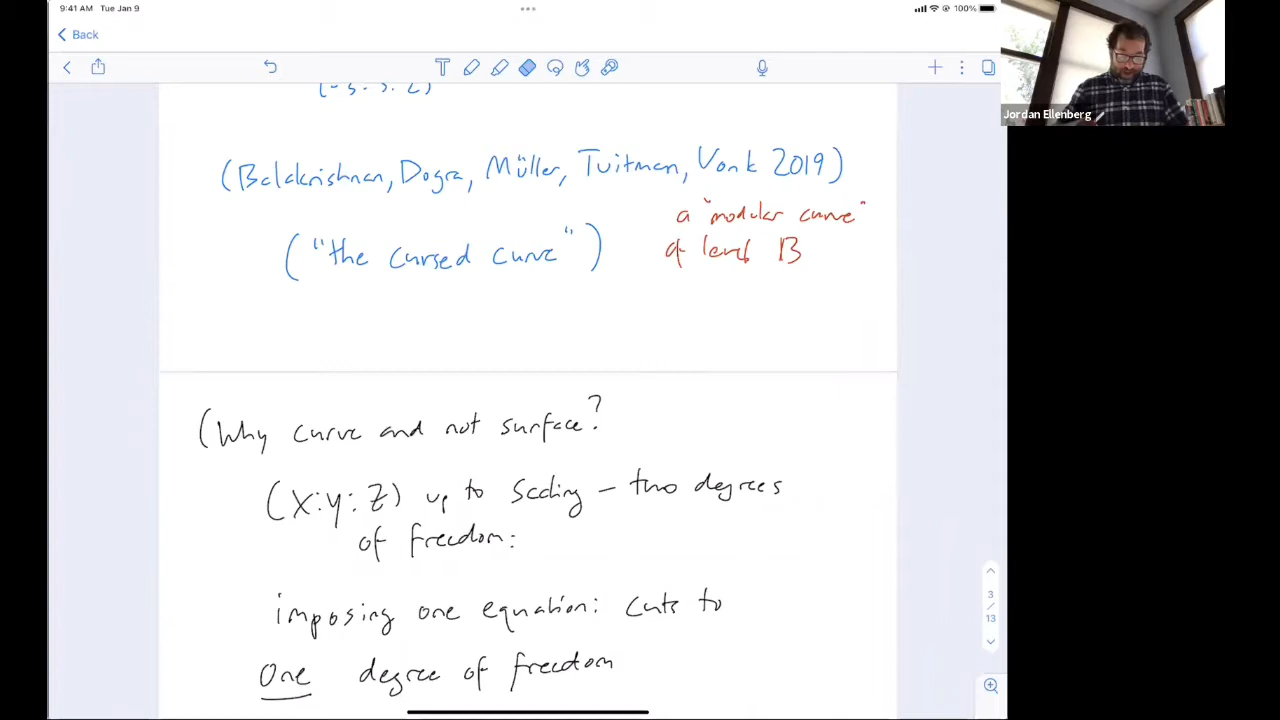 9:41 AM Tue Jan 9
100%
Back
T
Jordan Ellenberg
(Balakrishnan, Dogra, Müller, Tuitman, Vonk 2019)
a "modular curve"
of level 13
("the cursed curve")
(Why curve and not surface?
(X:Y:Z) up to scaling – two degrees
of freedom:
imposing one equation: cuts to
One degree of freedom
3
/
13